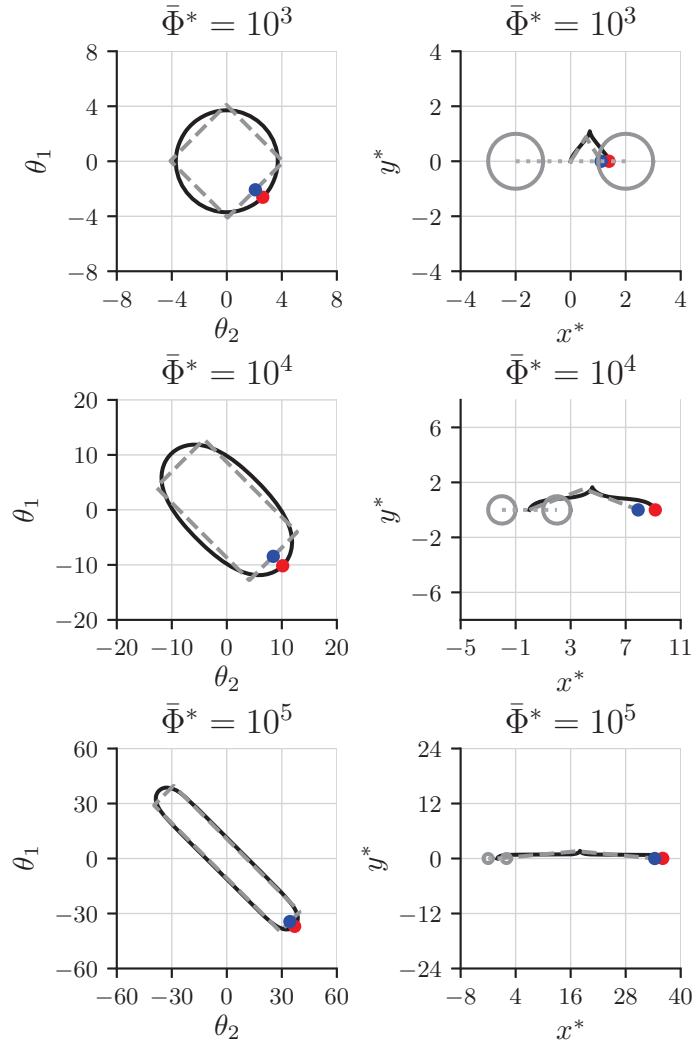 Φ̄* = 10³
8
4
0
−4
−8
θ₁
−8 −4 0 4 8
θ₂
Φ̄* = 10³
4
2
0
−2
−4
y*
−4 −2 0 2 4
x*
Φ̄* = 10⁴
20
10
0
−10
−20
θ₁
−20 −10 0 10 20
θ₂
Φ̄* = 10⁴
6
2
−2
−6
y*
−5 −1 3 7 11
x*
Φ̄* = 10⁵
60
30
0
−30
−60
θ₁
−60 −30 0 30 60
θ₂
Φ̄* = 10⁵
24
12
0
−12
−24
y*
−8 4 16 28 40
x*